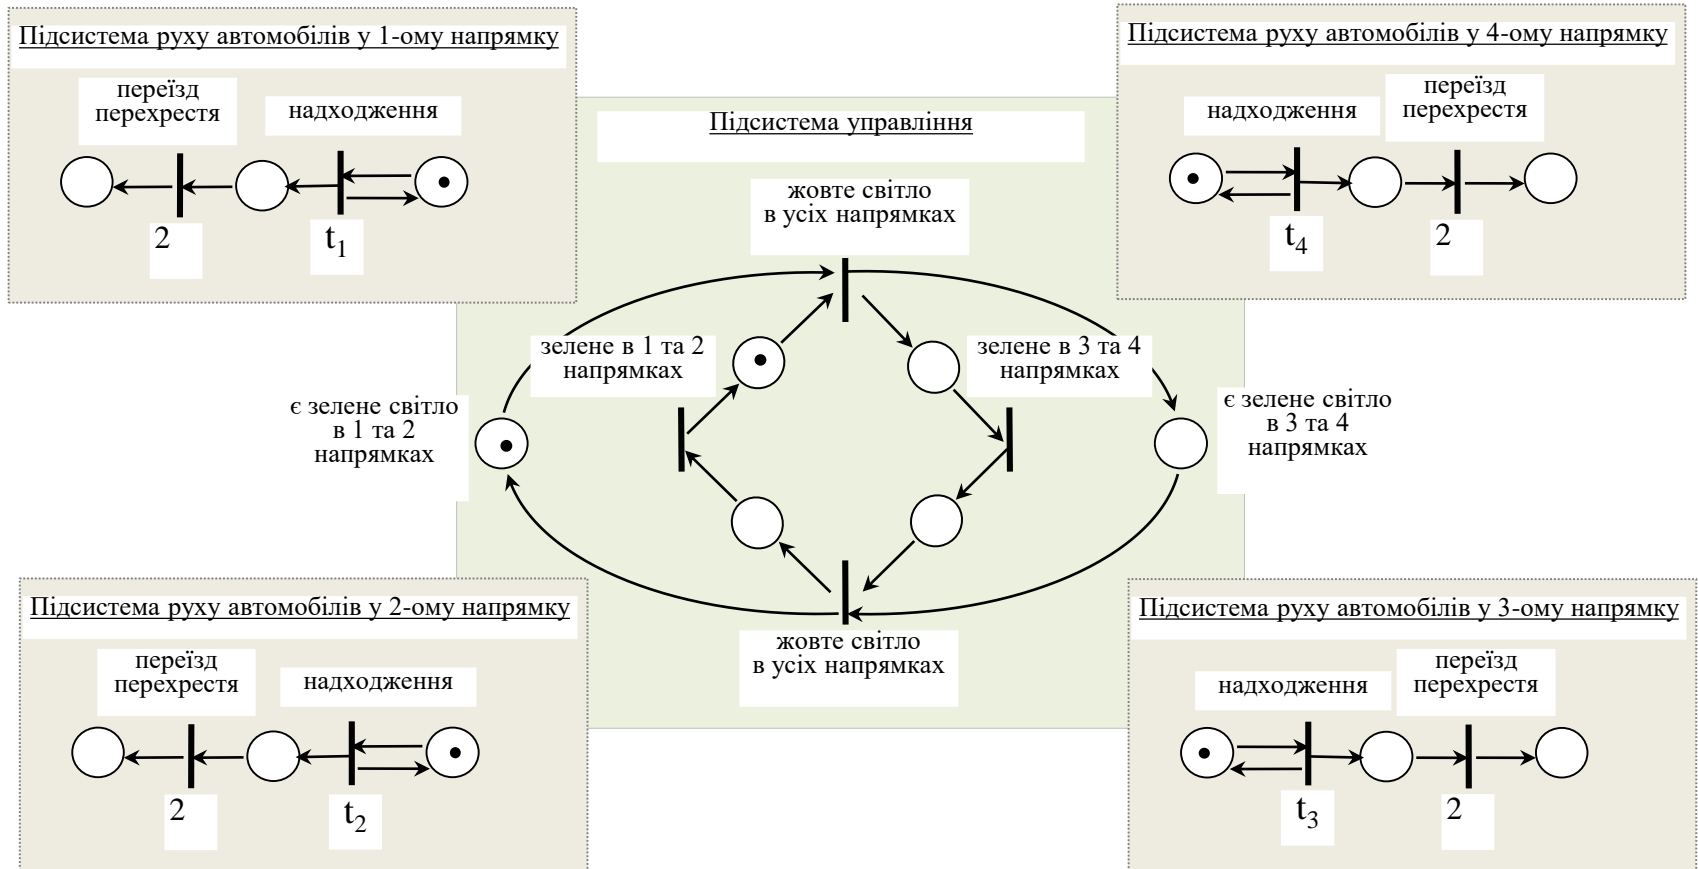 Підсистема руху автомобілів у 1-ому напрямку
переїзд
перехрестя
надходження
2
t1
Підсистема руху автомобілів у 4-ому напрямку
надходження
переїзд
перехрестя
t4
2
Підсистема управління
жовте світло
в усіх напрямках
зелене в 1 та 2
напрямках
зелене в 3 та 4
напрямках
є зелене світло
в 1 та 2
напрямках
є зелене світло
в 3 та 4
напрямках
жовте світло
в усіх напрямках
Підсистема руху автомобілів у 2-ому напрямку
переїзд
перехрестя
надходження
2
t2
Підсистема руху автомобілів у 3-ому напрямку
надходження
переїзд
перехрестя
t3
2